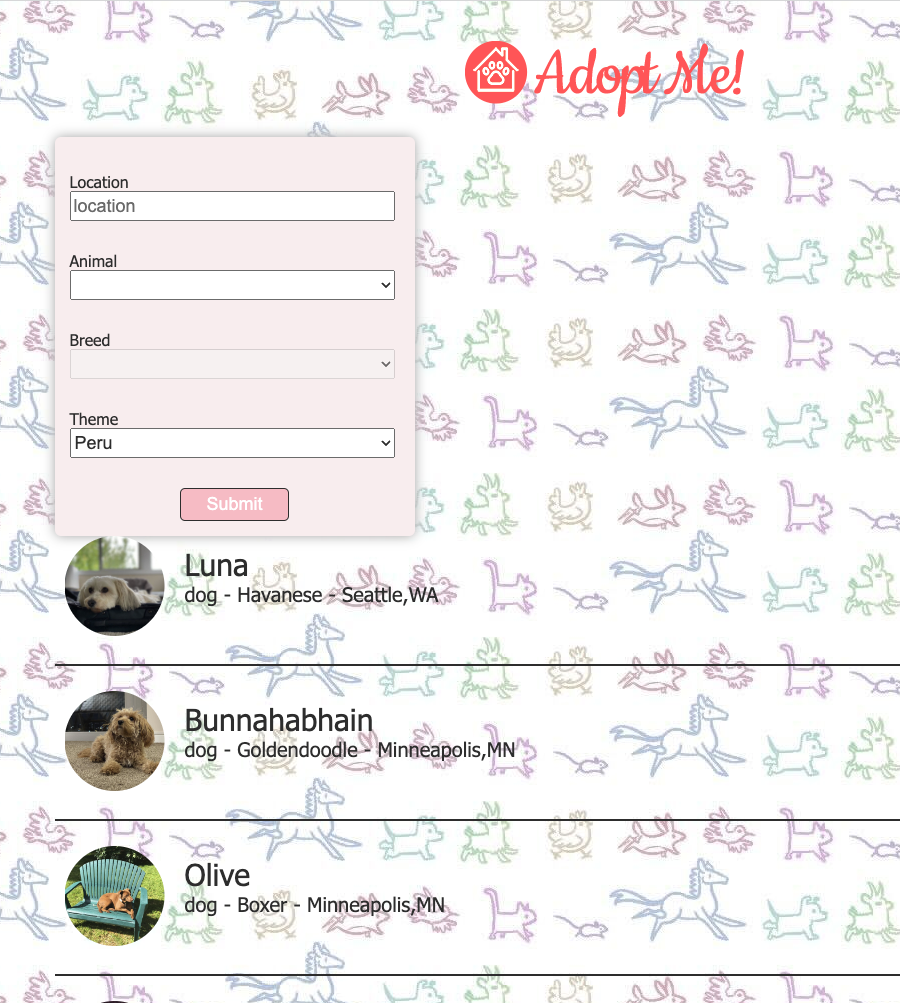 Adopt Me!
Location
location
Animal
Breed
Theme
Peru
Submit
Luna
dog - Havanese - Seattle,WA
Bunnahabhain
dog - Goldendoodle - Minneapolis,MN
Olive
dog - Boxer - Minneapolis,MN